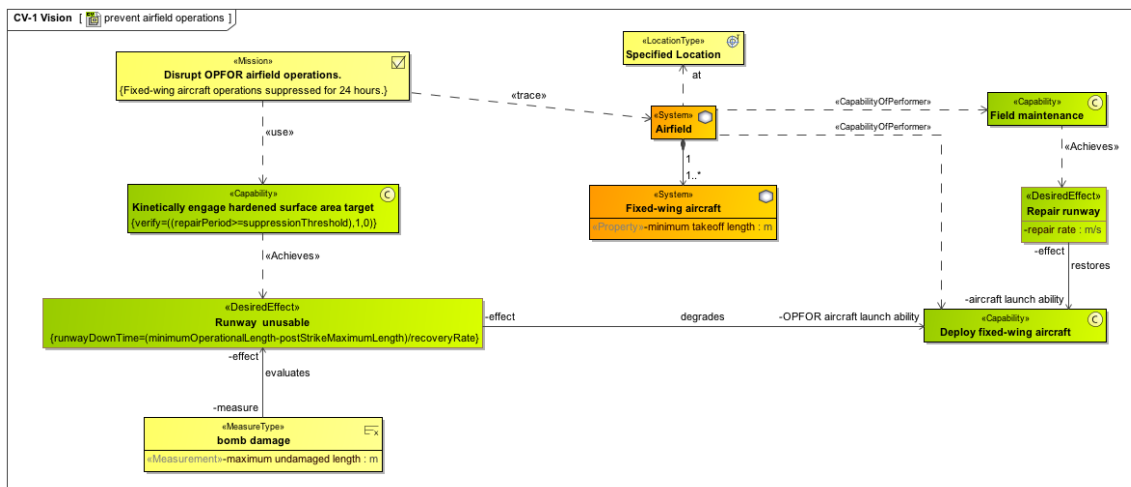 CV-1 Vision [ prevent airfield operations ]
«Mission»
Disrupt OPFOR airfield operations.
{Fixed-wing aircraft operations suppressed for 24 hours.}
«LocationType»
Specified Location
at
«trace»
«System»
Airfield
«CapabilityOfPerformer»
«CapabilityOfPerformer»
«Capability»
C
Field maintenance
«use»
«Achieves»
1
1..*
«Capability»
C
Kinetically engage hardened surface area target
{verify=((repairPeriod>=suppressionThreshold),1,0)}
«System»
Fixed-wing aircraft
«Property»-minimum takeoff length : m
«DesiredEffect»
Repair runway
-repair rate : m/s
-effect
restores
-aircraft launch ability
«Achieves»
«DesiredEffect»
Runway unusable
{runwayDownTime=(minimumOperationalLength-postStrikeMaximumLength)/recoveryRate}
-effect
degrades
-OPFOR aircraft launch ability
«Capability»
C
Deploy fixed-wing aircraft
-effect
evaluates
-measure
«MeasureType»
bomb damage
«Measurement»-maximum undamaged length : m